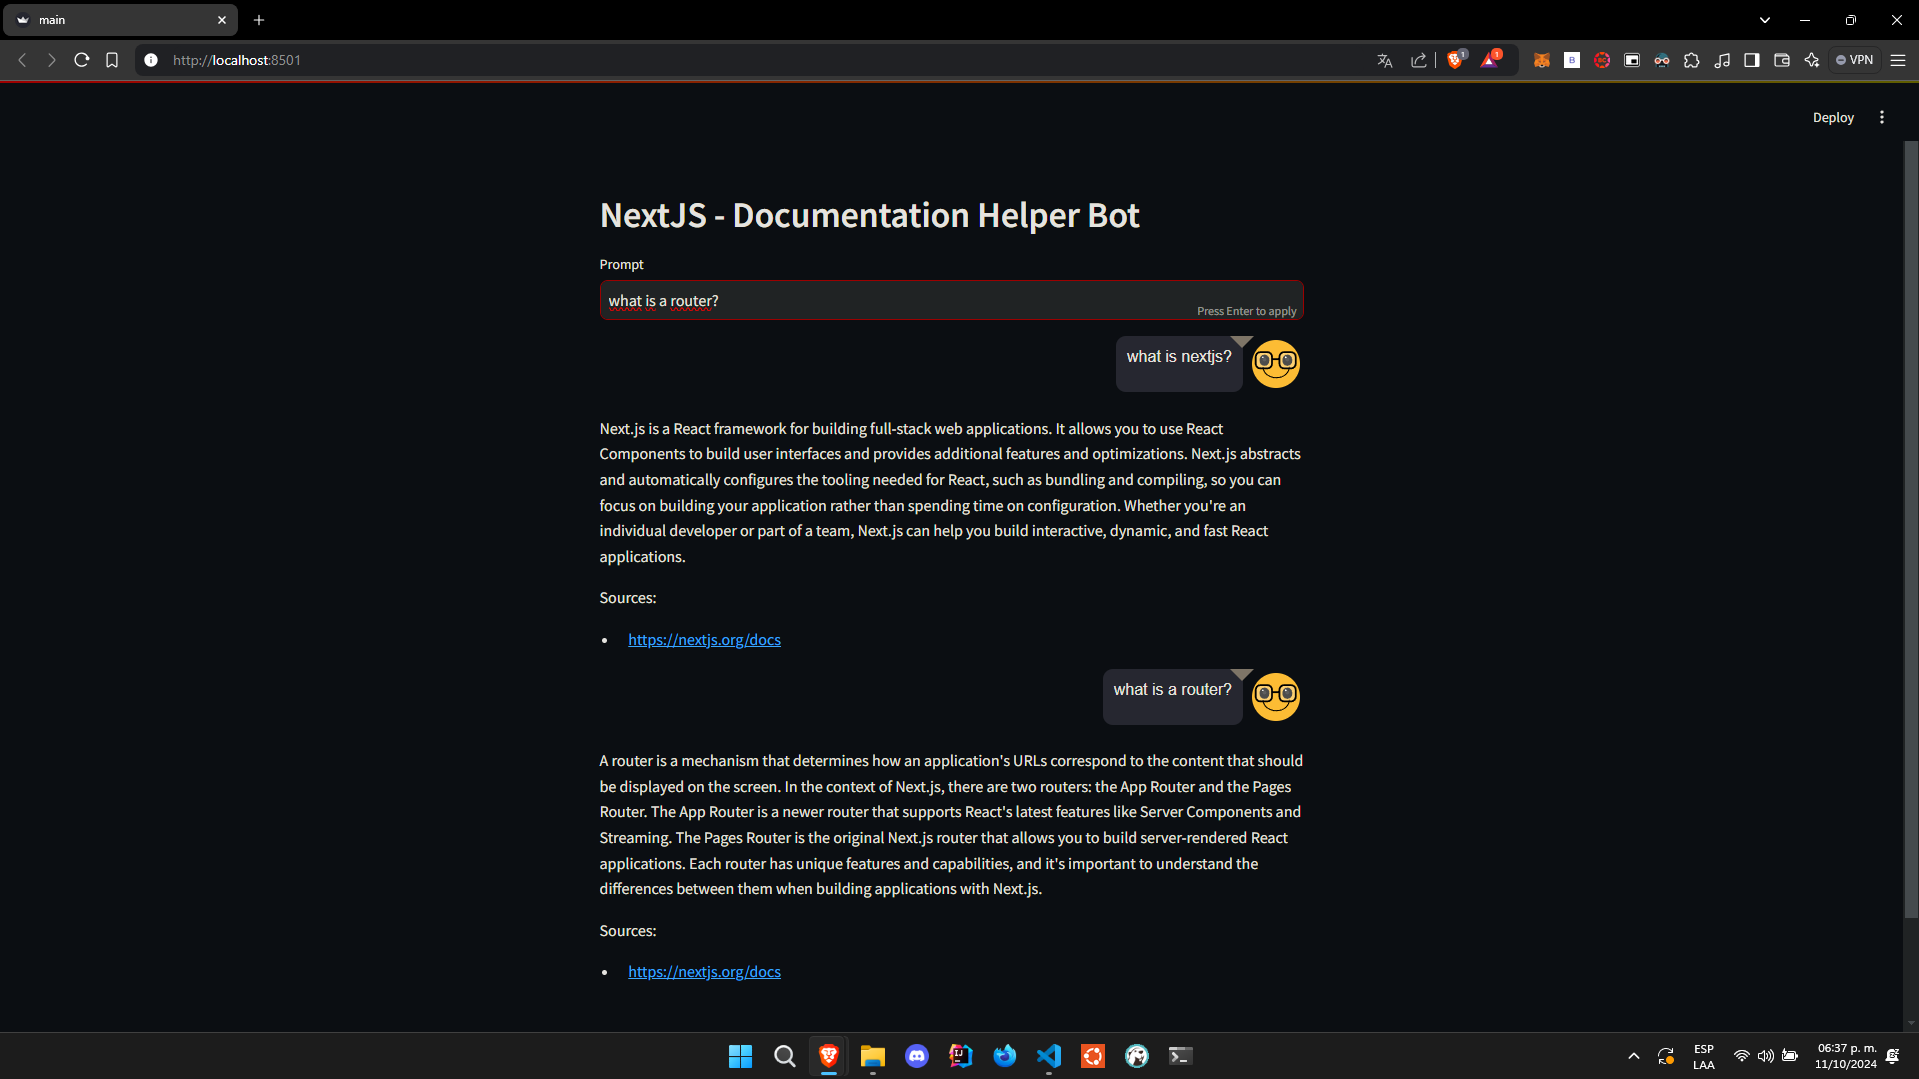 main
http://localhost:8501
1
1
B
VPN
Deploy
NextJS - Documentation Helper Bot
Prompt
what is a router?
Press Enter to apply
what is nextjs?
Next.js is a React framework for building full-stack web applications. It allows you to use React
Components to build user interfaces and provides additional features and optimizations. Next.js abstracts
and automatically configures the tooling needed for React, such as bundling and compiling, so you can
focus on building your application rather than spending time on configuration. Whether you're an
individual developer or part of a team, Next.js can help you build interactive, dynamic, and fast React
applications.
Sources:
• https://nextjs.org/docs
what is a router?
A router is a mechanism that determines how an application's URLs correspond to the content that should
be displayed on the screen. In the context of Next.js, there are two routers: the App Router and the Pages
Router. The App Router is a newer router that supports React's latest features like Server Components and
Streaming. The Pages Router is the original Next.js router that allows you to build server-rendered React
applications. Each router has unique features and capabilities, and it's important to understand the
differences between them when building applications with Next.js.
Sources:
• https://nextjs.org/docs
IJ
ESP
LAA
06:37 p. m.
11/10/2024